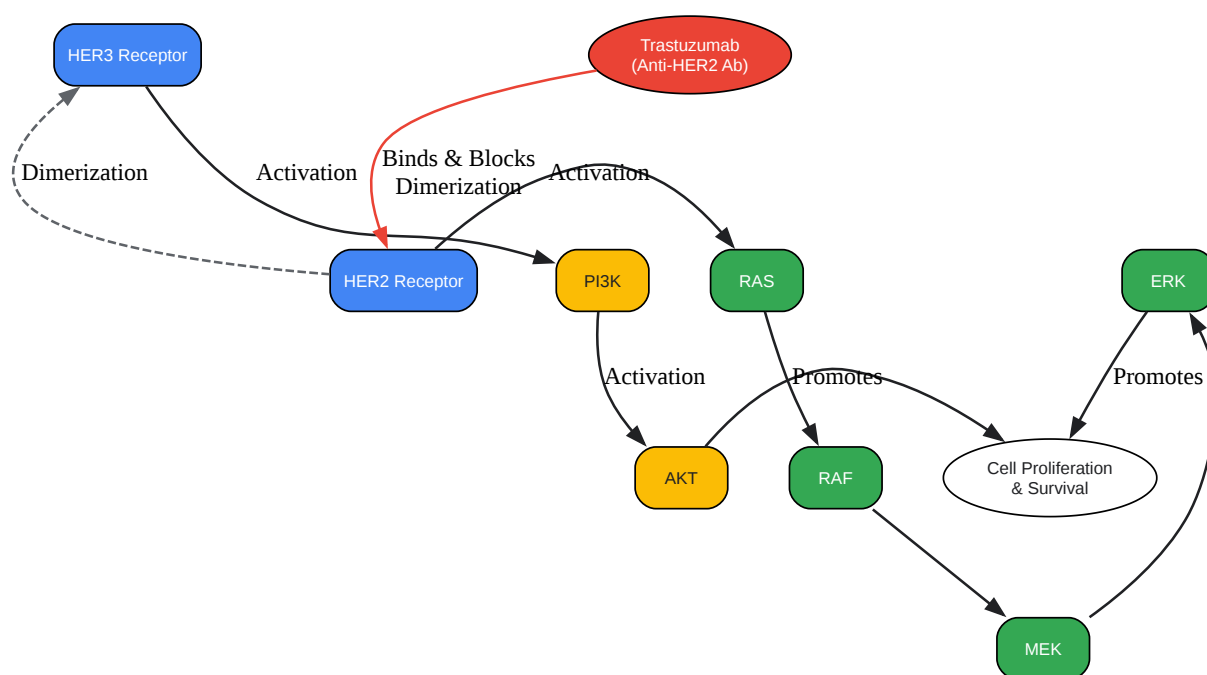 HER3 Receptor
Trastuzumab
(Anti-HER2 Ab)
Dimerization
Activation
Binds & Blocks
Dimerization
Activation
HER2 Receptor
PI3K
RAS
ERK
Activation
Promotes
Promotes
AKT
RAF
Cell Proliferation
& Survival
MEK